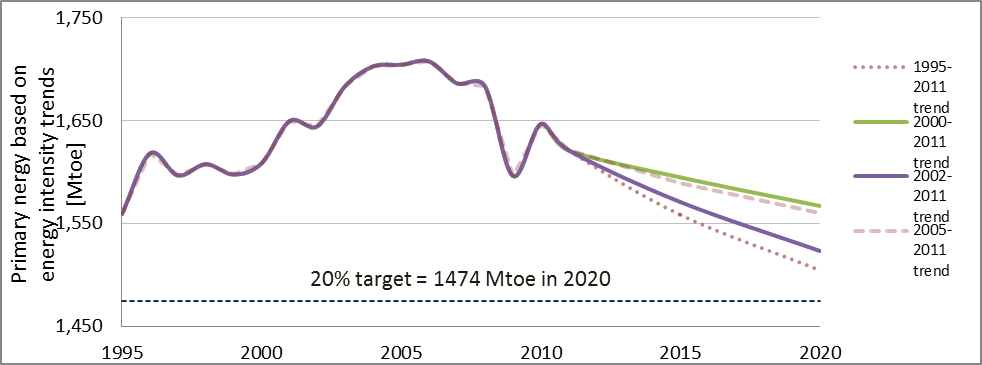 Primary nergy based on
energy intensity trends
[Mtoe]
1,750
1,650
1,550
1,450
20% target = 1474 Mtoe in 2020
1995
2000
2005
2010
2015
2020
1995-
2011
trend
2000-
2011
trend
2002-
2011
trend
2005-
2011
trend